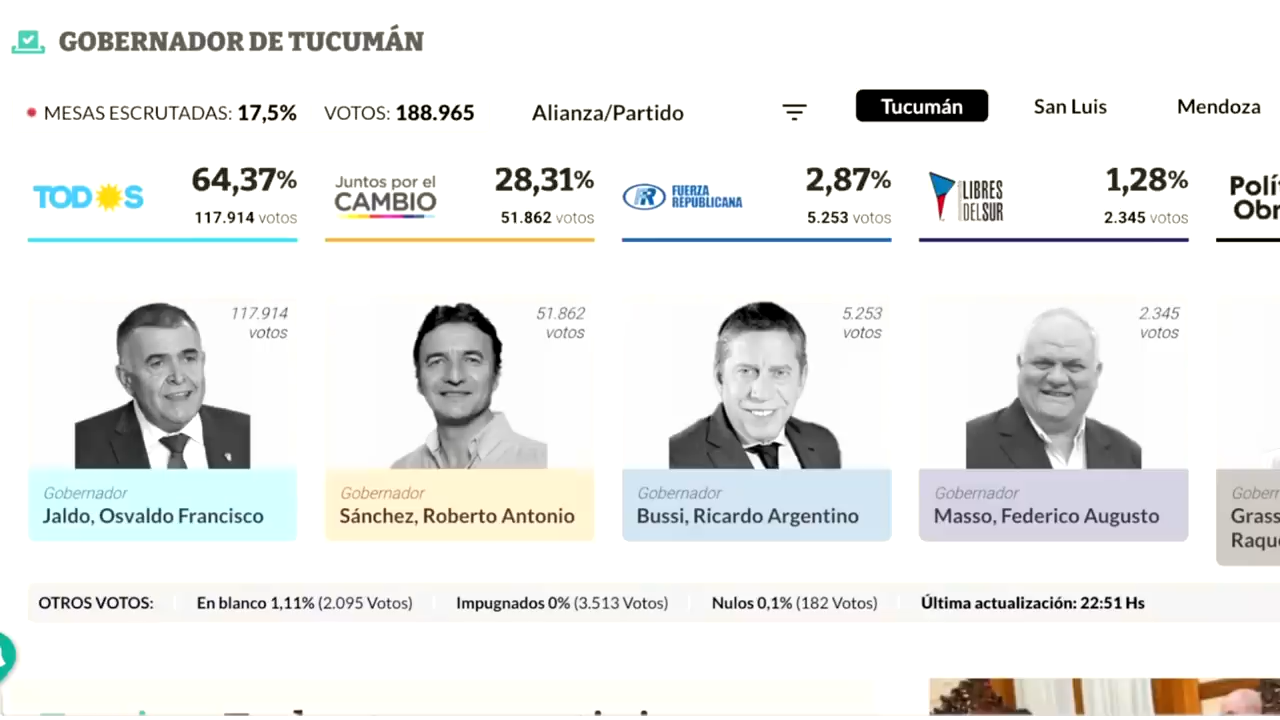 GOBERNADOR DE TUCUMÁN
MESAS ESCRUTADAS: 17,5% VOTOS: 188.965 Alianza/Partido Tucumán San Luis Mendoza
TODOS 64,37%
117.914 votos
Juntos por el
CAMBIO
28,31%
51.862 votos
FUERZA
REPUBLICANA
2,87%
5.253 votos
LIBRES
DEL SUR
1,28%
2.345 votos
Polí
Obr
117.914
votos
51.862
votos
5.253
votos
2.345
votos
Gobernador
Jaldo, Osvaldo Francisco
Gobernador
Sánchez, Roberto Antonio
Gobernador
Bussi, Ricardo Argentino
Gobernador
Masso, Federico Augusto
Gober
Grass
Raqu
OTROS VOTOS: En blanco 1,11% (2.095 Votos) Impugnados 0% (3.513 Votos) Nulos 0,1% (182 Votos) Última actualización: 22:51 Hs